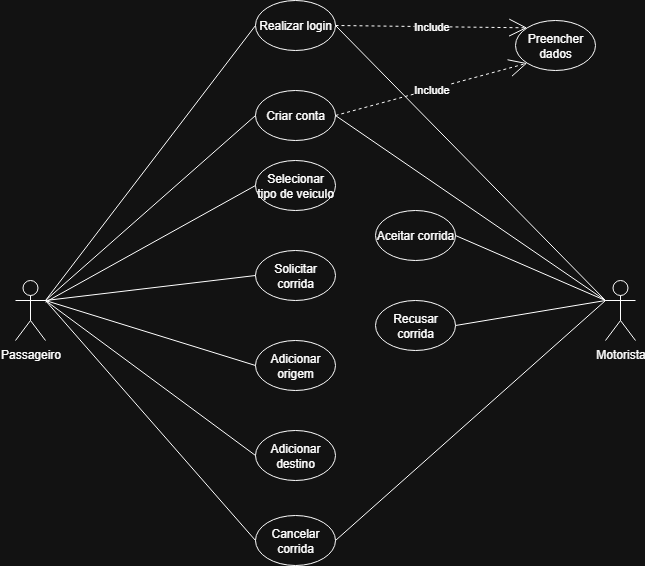 Realizar login
Include
Preencher
dados
Include
Criar conta
Selecionar
tipo de veiculo
Aceitar corrida
Solicitar
corrida
Recusar
corrida
Passageiro
Motorista
Adicionar
origem
Adicionar
destino
Cancelar
corrida